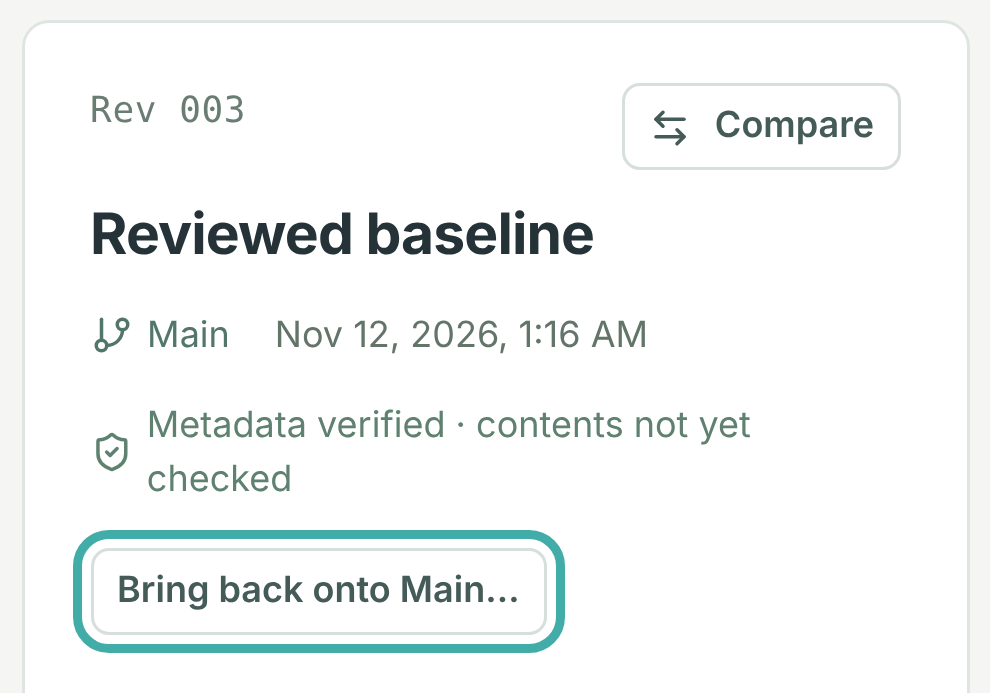 Rev 003
Compare
Reviewed baseline
Main Nov 12, 2026, 1:16 AM
Metadata verified · contents not yet
checked
Bring back onto Main...